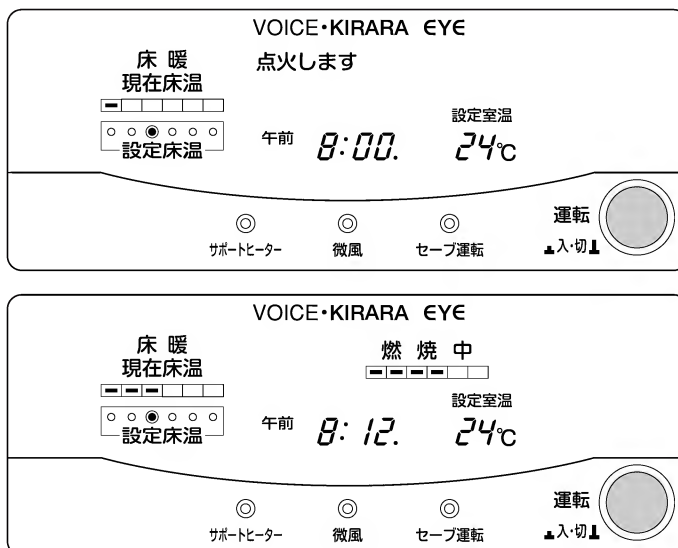 VOICE・KIRARA EYE
床暖
現在床温
点火します
設定室温
午前 8:00. 24℃
設定床温
サポートヒーター 微風 セーブ運転
運転
入・切
VOICE・KIRARA EYE
床暖
現在床温
燃焼中
設定室温
午前 8:12. 24℃
設定床温
サポートヒーター 微風 セーブ運転
運転
入・切